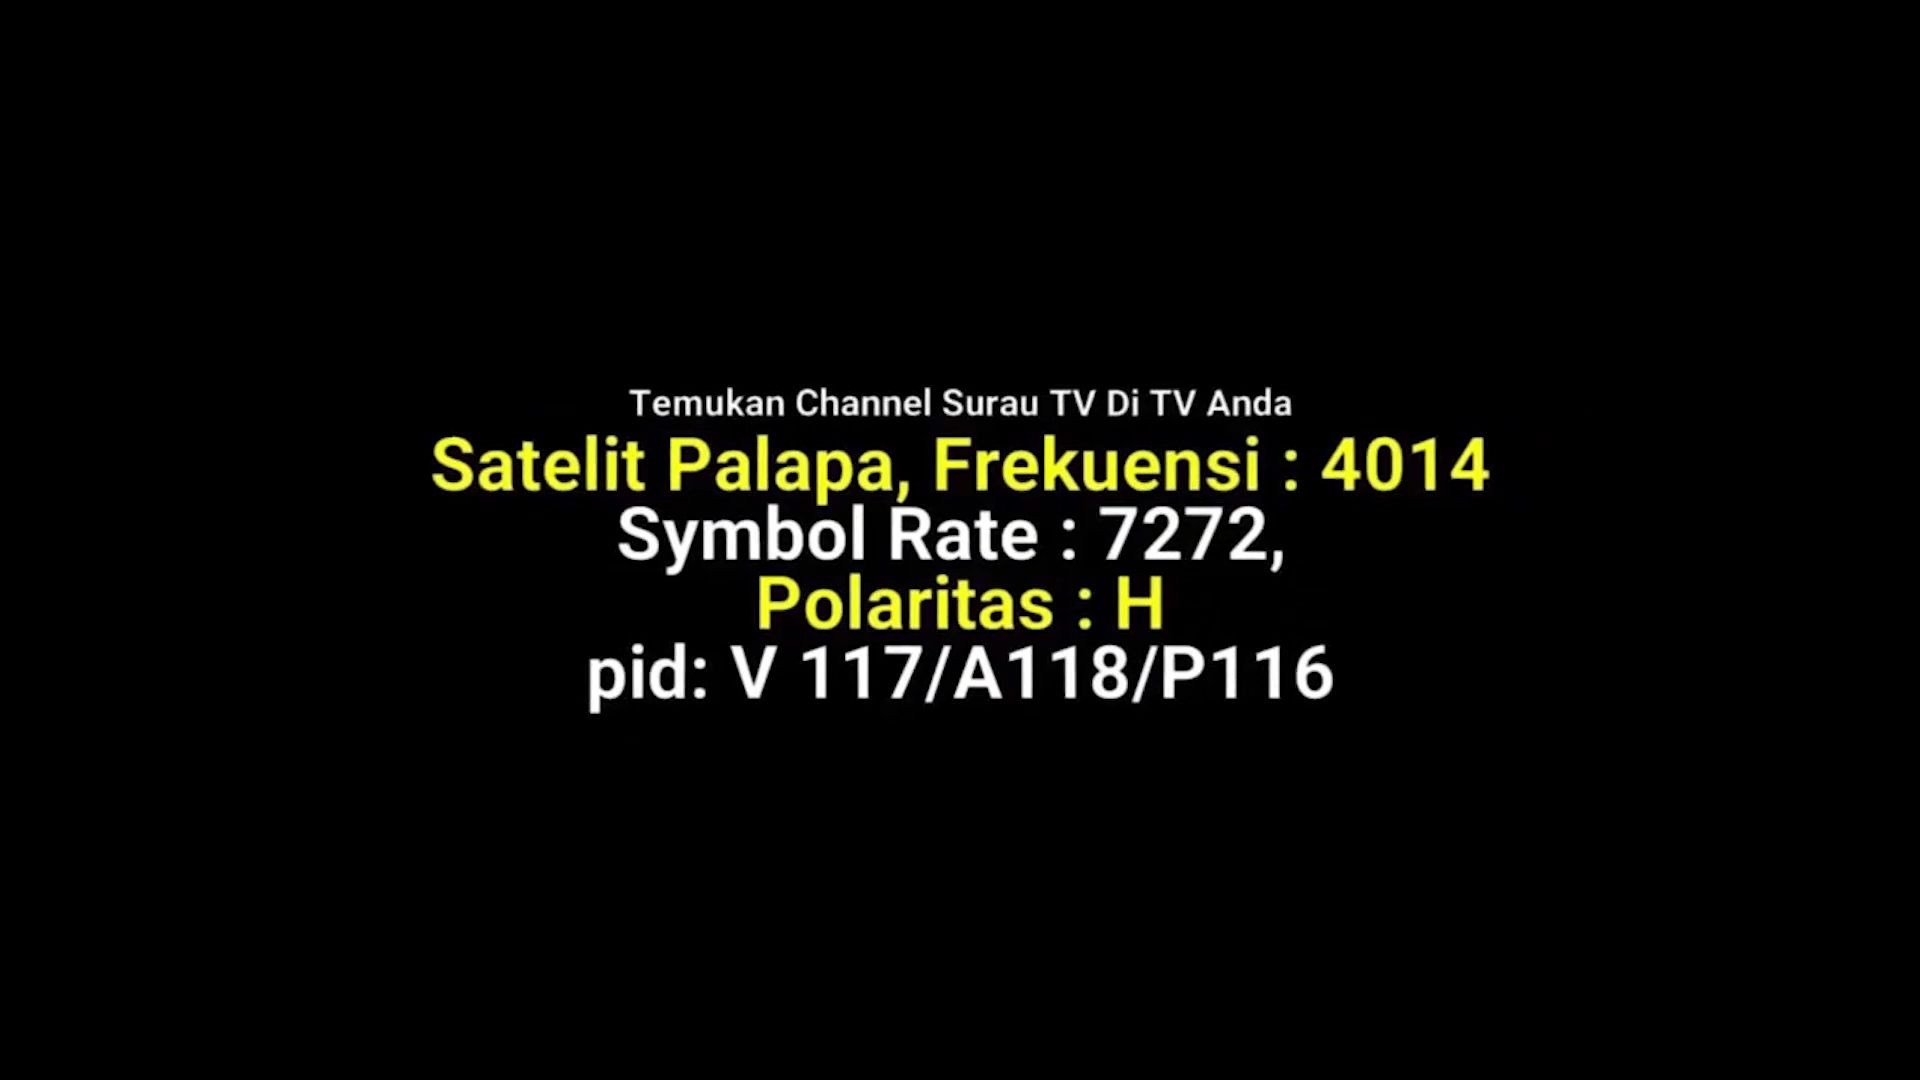 Temukan Channel Surau TV Di TV Anda
Satelit Palapa, Frekuensi : 4014
Symbol Rate : 7272,
Polaritas : H
pid: V 117/A118/P116